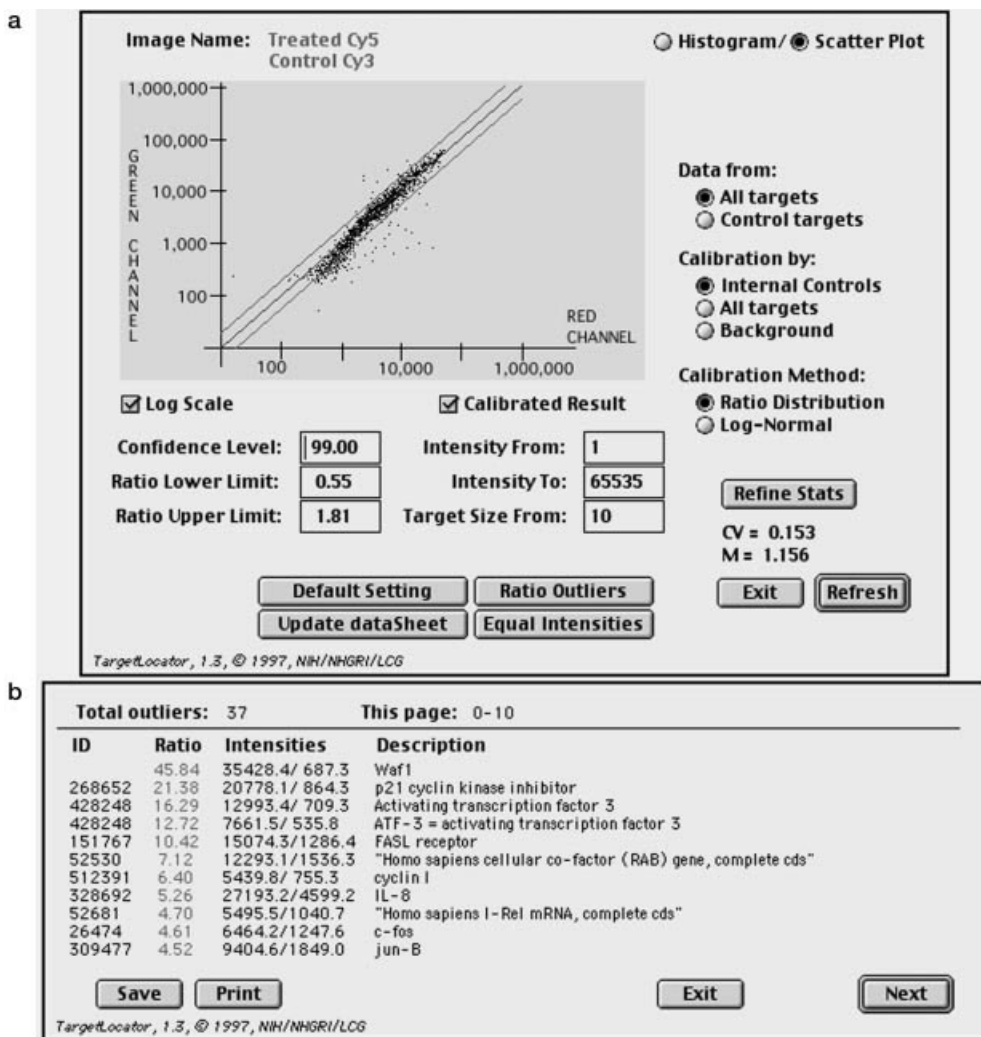 a
Image Name: Treated Cy5
Control Cy3
Histogram/ Scatter Plot
1,000,000
100,000
10,000
1,000
100
GREEN CHANNEL
RED
CHANNEL
100 10,000 1,000,000
Data from:
All targets
Control targets
Calibration by:
Internal Controls
All targets
Background
Calibration Method:
Ratio Distribution
Log-Normal
Log Scale Calibrated Result
Confidence Level: 99.00 Intensity From: 1
Ratio Lower Limit: 0.55 Intensity To: 65535
Ratio Upper Limit: 1.81 Target Size From: 10
Refine Stats
CV = 0.153
M = 1.156
Default Setting Ratio Outliers Exit Refresh
Update dataSheet Equal Intensities
TargetLocator, 1.3, © 1997, NIH/NHGRI/LCG
b
Total outliers: 37 This page: 0-10
ID Ratio Intensities Description
45.84 35428.4/ 687.3 Waf1
268652 21.38 20778.1/ 864.3 p21 cyclin kinase inhibitor
428248 16.29 12993.4/ 709.3 Activating transcription factor 3
428248 12.72 7661.5/ 535.8 ATF-3 = activating transcription factor 3
151767 10.42 15074.3/1286.4 FASL receptor
52530 7.12 12293.1/1536.3 "Homo sapiens cellular co-factor (RAB) gene, complete cds"
512391 6.40 5439.8/ 755.3 cyclin I
328692 5.26 27193.2/4599.2 IL-8
52681 4.70 5495.5/1040.7 "Homo sapiens I-Rel mRNA, complete cds"
26474 4.61 6464.2/1247.6 c-fos
309477 4.52 9404.6/1849.0 jun-B
Save Print Exit Next
TargetLocator, 1.3, © 1997, NIH/NHGRI/LCG